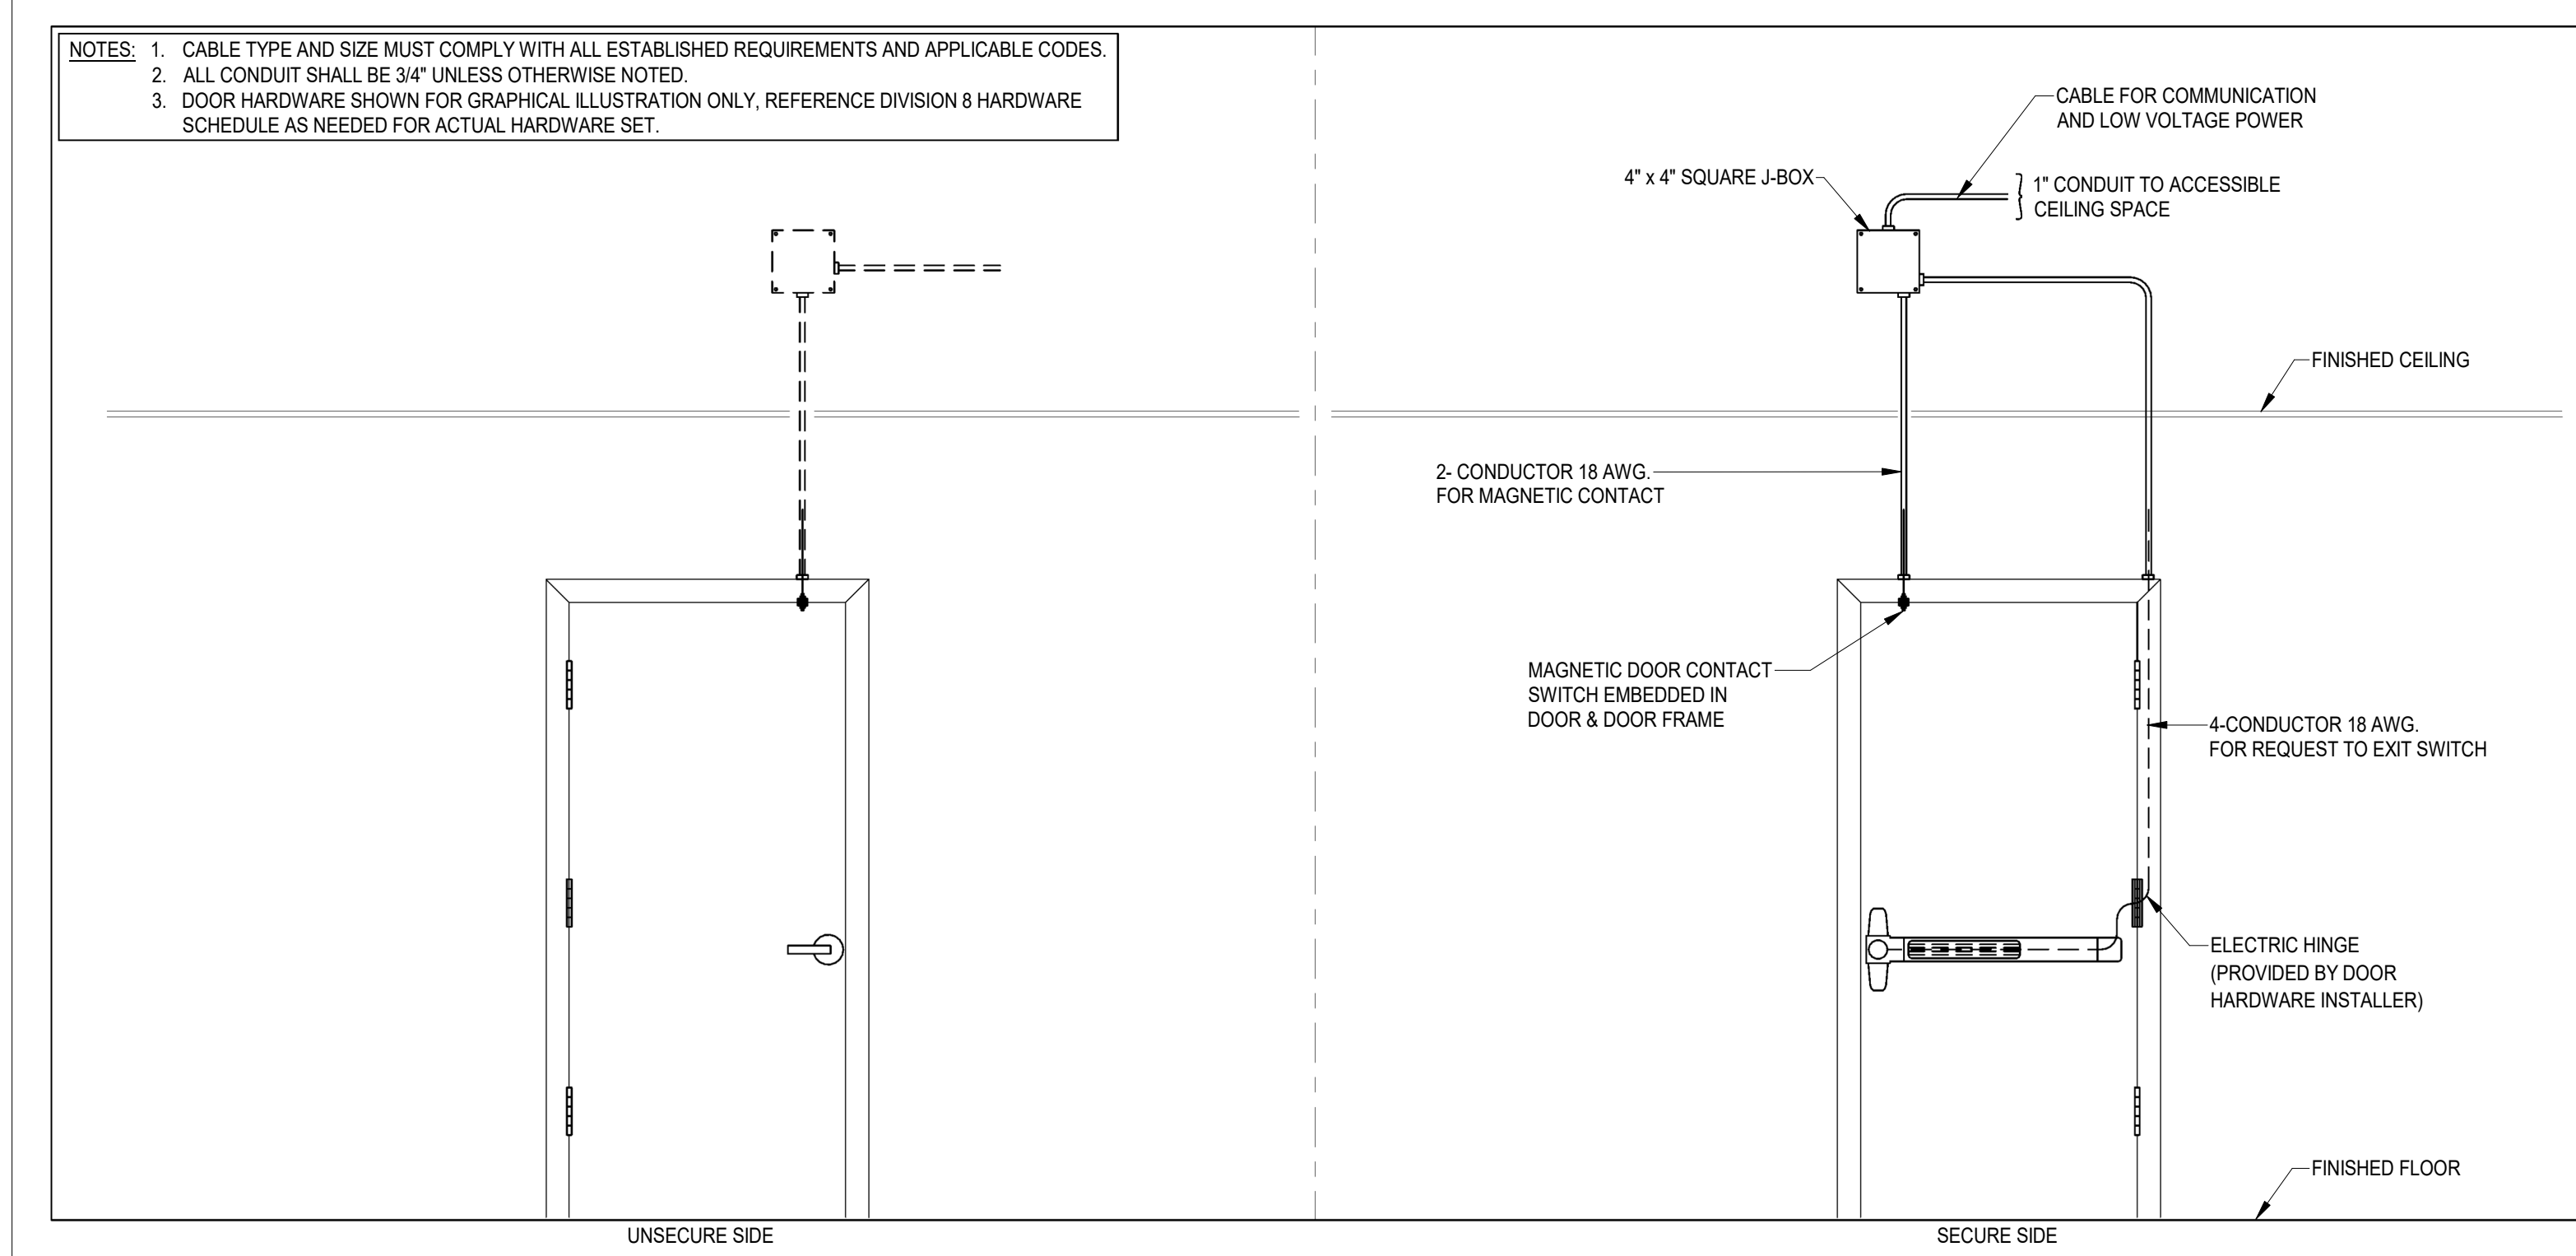 NOTES: 1. CABLE TYPE AND SIZE MUST COMPLY WITH ALL ESTABLISHED REQUIREMENTS AND APPLICABLE CODES.
2. ALL CONDUIT SHALL BE 3/4" UNLESS OTHERWISE NOTED.
3. DOOR HARDWARE SHOWN FOR GRAPHICAL ILLUSTRATION ONLY, REFERENCE DIVISION 8 HARDWARE
SCHEDULE AS NEEDED FOR ACTUAL HARDWARE SET.
CABLE FOR COMMUNICATION
AND LOW VOLTAGE POWER
4" x 4" SQUARE J-BOX
1" CONDUIT TO ACCESSIBLE
CEILING SPACE
FINISHED CEILING
2- CONDUCTOR 18 AWG.
FOR MAGNETIC CONTACT
MAGNETIC DOOR CONTACT
SWITCH EMBEDDED IN
DOOR & DOOR FRAME
4-CONDUCTOR 18 AWG.
FOR REQUEST TO EXIT SWITCH
ELECTRIC HINGE
(PROVIDED BY DOOR
HARDWARE INSTALLER)
FINISHED FLOOR
UNSECURE SIDE
SECURE SIDE